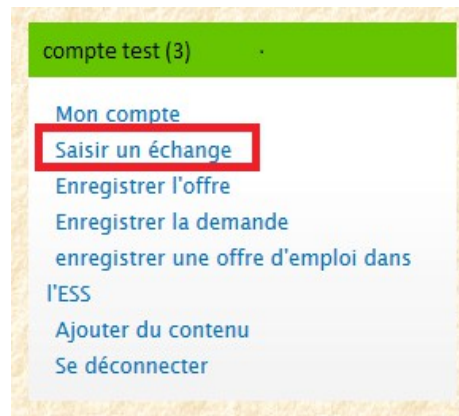 compte test (3)
Mon compte
Saisir un échange
Enregistrer l'offre
Enregistrer la demande
enregistrer une offre d'emploi dans
l'ESS
Ajouter du contenu
Se déconnecter